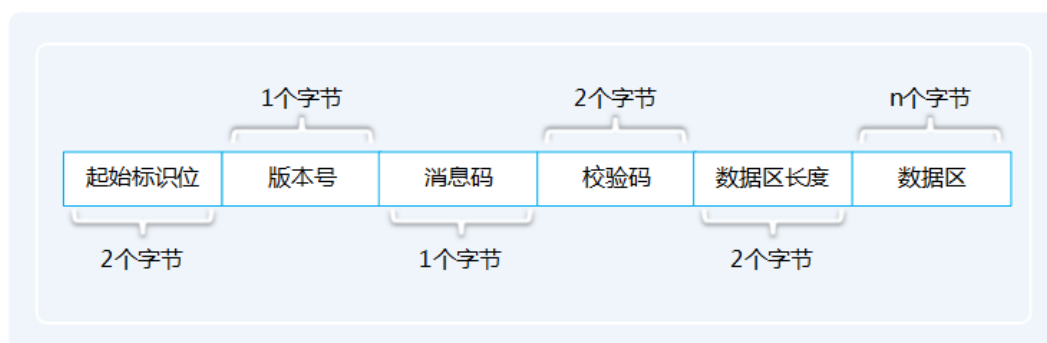 1个字节 2个字节 n个字节
起始标识位 版本号 消息码 校验码 数据区长度 数据区
2个字节 1个字节 2个字节